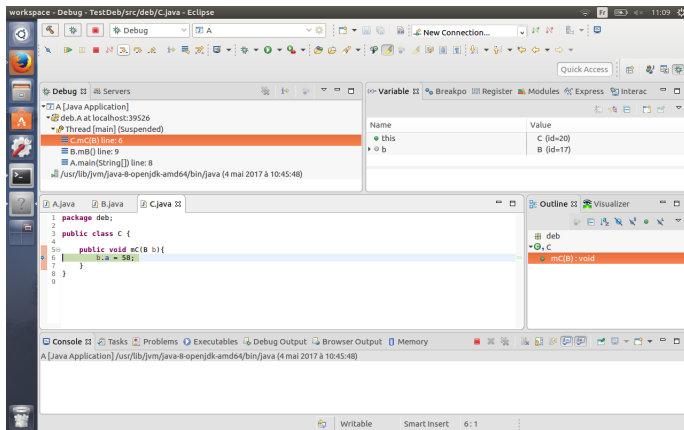 workspace - Debug - TestDeb/src/deb/C.java - Eclipse
Fr
11:09
Debug
A
New Connection...
Quick Access
Debug
Servers
A [Java Application]
deb.A at localhost:39526
Thread [main] (Suspended)
C.mC(B) line: 6
B.mB() line: 9
A.main(String[]) line: 8
/usr/lib/jvm/java-8-openjdk-amd64/bin/java (4 mai 2017 à 10:45:48)
(x)= Variable
Breakpo
Register
Modules
Express
Interac
Name
Value
this
C (id=20)
b
B (id=17)
A.java
B.java
C.java
1 package deb;
2
3 public class C {
4
5 public void mC(B b){
6 b.a = 58;
7 }
8 }
9
Outline
Visualizer
deb
C
mC(B) : void
Console
Tasks
Problems
Executables
Debug Output
Browser Output
Memory
A [Java Application] /usr/lib/jvm/java-8-openjdk-amd64/bin/java (4 mai 2017 à 10:45:48)
Writable
Smart Insert
6 : 1